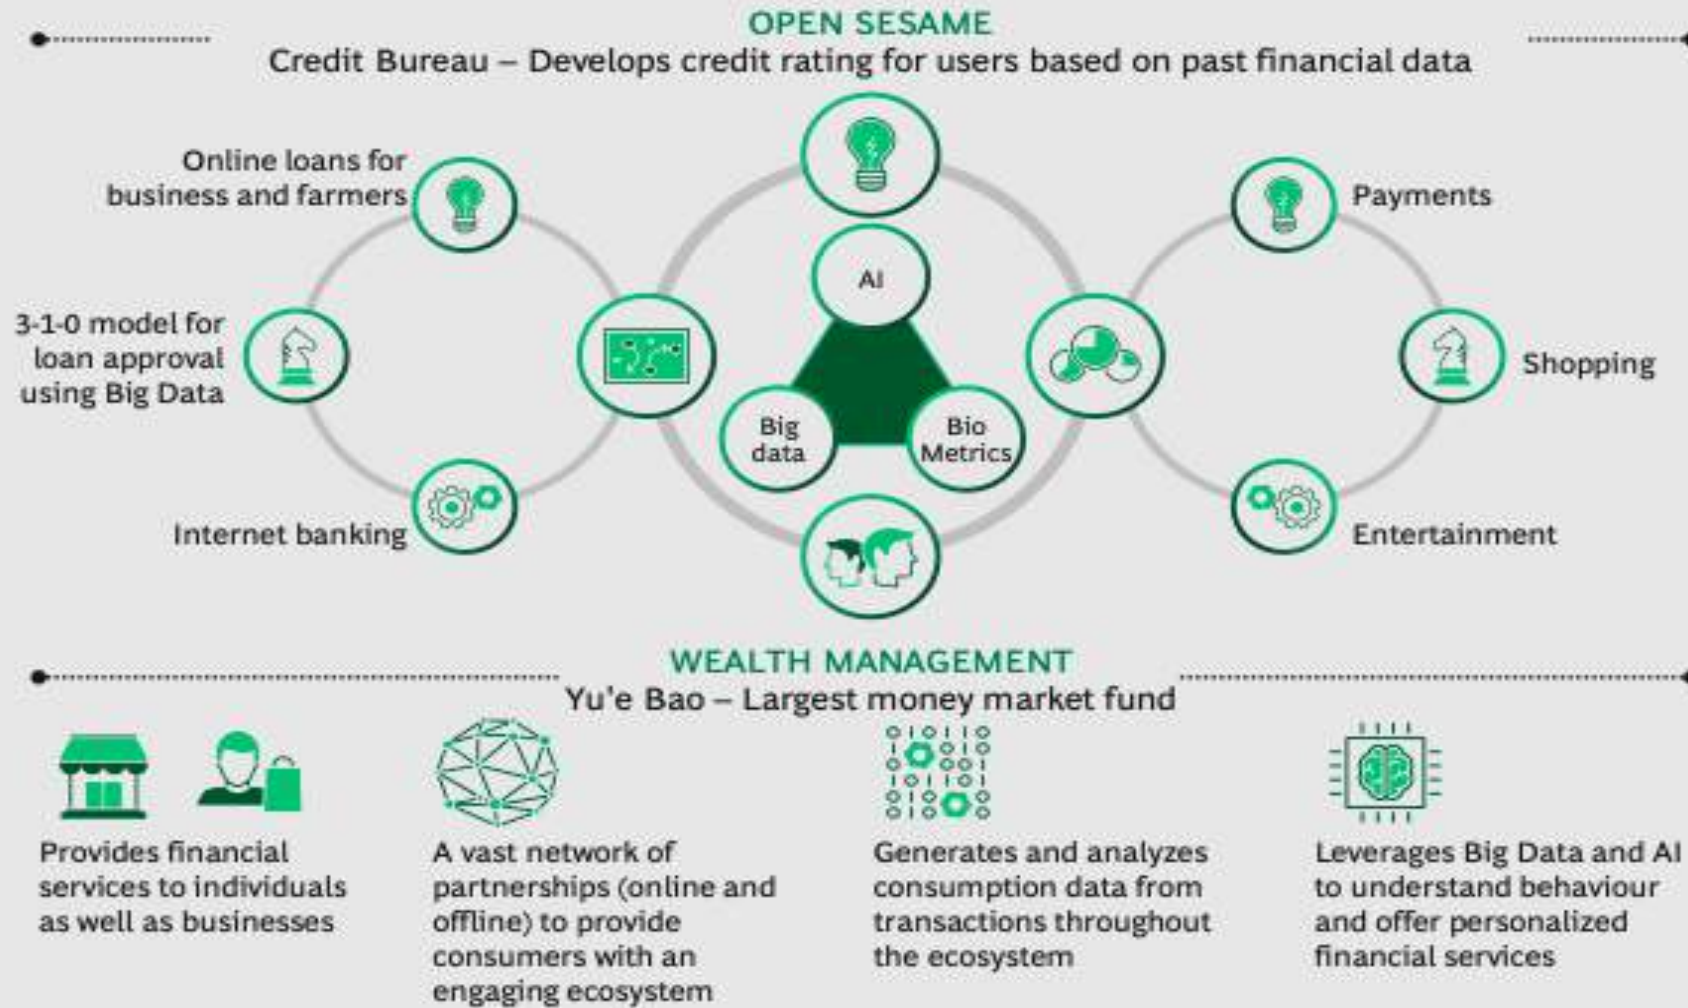 OPEN SESAME
Credit Bureau – Develops credit rating for users based on past financial data
Online loans for
business and farmers
3-1-0 model for
loan approval
using Big Data
Internet banking
AI
Big
data
Bio
Metrics
Payments
Shopping
Entertainment
WEALTH MANAGEMENT
Yu'e Bao – Largest money market fund
Provides financial
services to individuals
as well as businesses
A vast network of
partnerships (online and
offline) to provide
consumers with an
engaging ecosystem
Generates and analyzes
consumption data from
transactions throughout
the ecosystem
Leverages Big Data and AI
to understand behaviour
and offer personalized
financial services